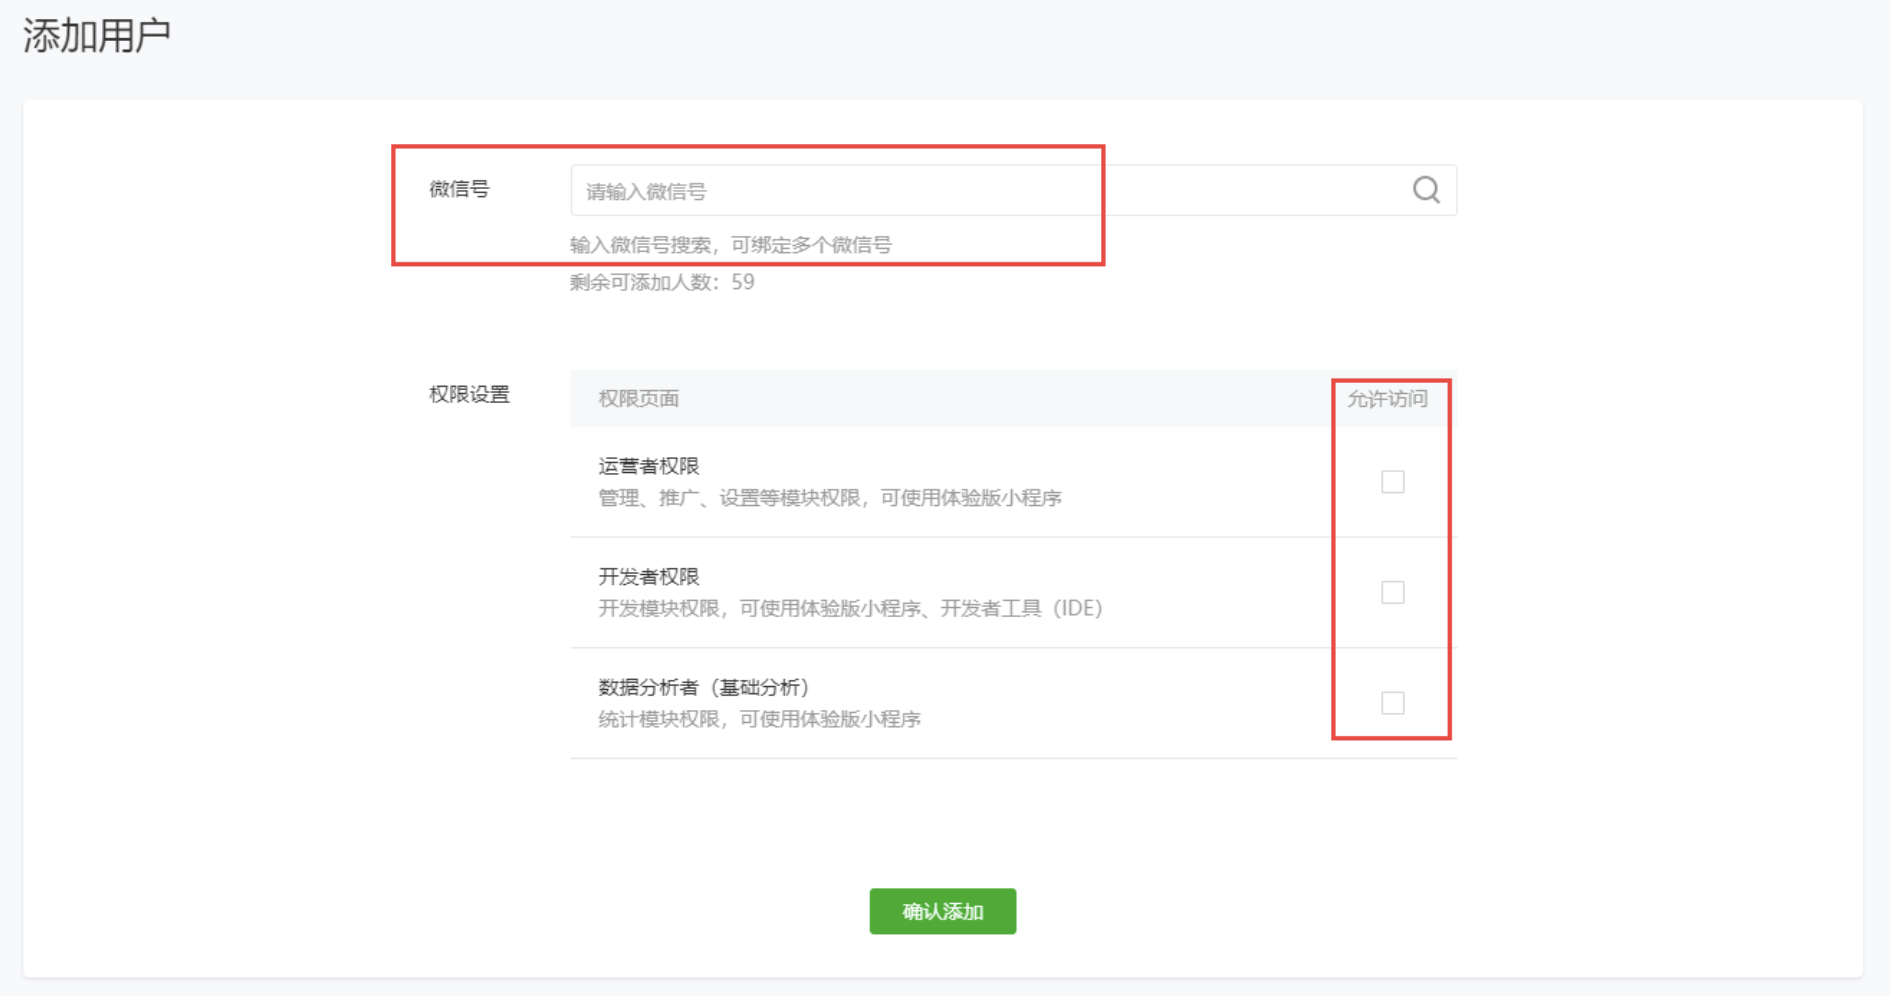 添加用户
微信号
请输入微信号
输入微信号搜索，可绑定多个微信号
剩余可添加人数：59
权限设置
权限页面
允许访问
运营者权限
管理、推广、设置等模块权限，可使用体验版小程序
开发者权限
开发模块权限，可使用体验版小程序、开发者工具（IDE）
数据分析者（基础分析）
统计模块权限，可使用体验版小程序
确认添加